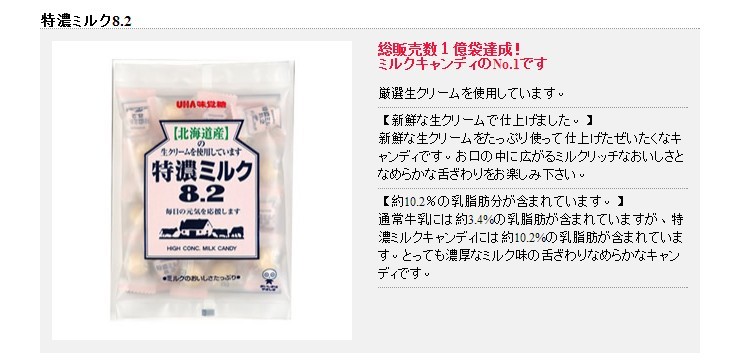 特濃ミルク8.2
総販売数１億袋達成！
ミルクキャンディのNo.1です
厳選生クリームを使用しています。
【新鮮な生クリームで仕上げました。】
新鮮な生クリームをたっぷり使って仕上げたぜいたくなキ
ャンディです。お口の中に広がるミルクリッチなおいしさと
なめらかな舌ざわりをお楽しみ下さい。
【約10.2%の乳脂肪分が含まれています。】
通常牛乳には約3.4%の乳脂肪が含まれていますが、特
濃ミルクキャンディには約10.2%の乳脂肪が含まれていま
す。とっても濃厚なミルク味の舌ざわりなめらかなキャン
ディです。
UHA味覚糖
【北海道産】
の
生クリームを使用しています
特濃ミルク
8.2
毎日の元気を応援します
HIGH CONC. MILK CANDY
■ミルクのおいしさたっぷり■